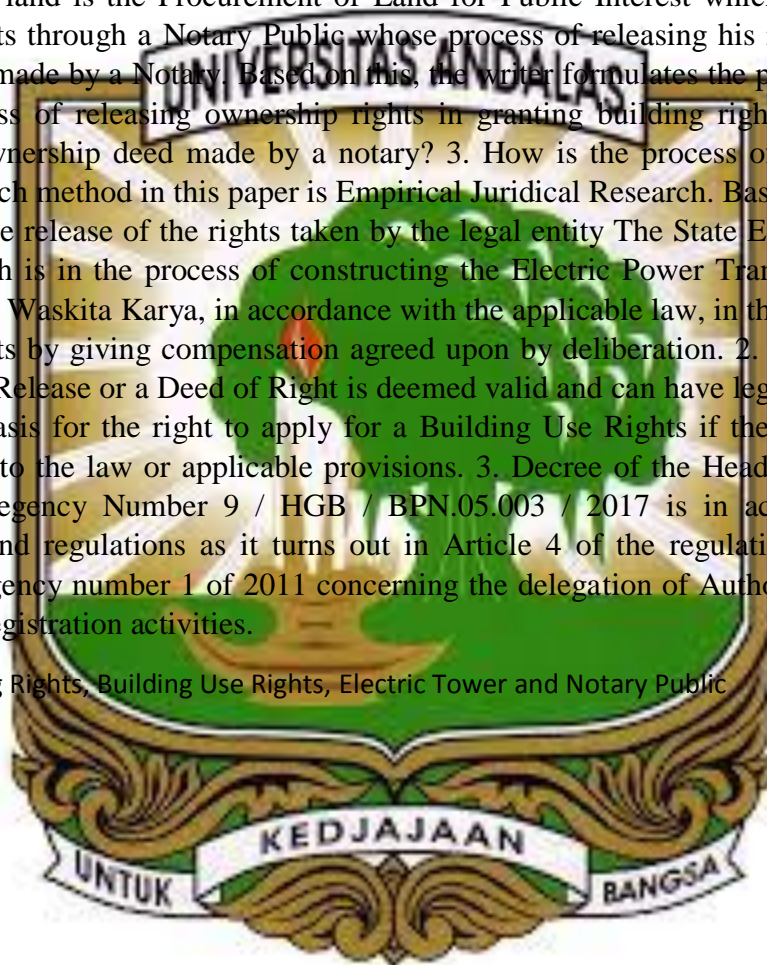 land is the Procurement of Land for Public Interest which
ts through a Notary Public whose process of releasing his
made by a Notary. Based on this, the writer formulates the p
UNIVERSITAS ANDALAS
ss of releasing ownership rights in granting building righ
wnership deed made by a notary? 3. How is the process o
ch method in this paper is Empirical Juridical Research. Bas
e release of the rights taken by the legal entity The State E
h is in the process of constructing the Electric Power Tran
Waskita Karya, in accordance with the applicable law, in th
ts by giving compensation agreed upon by deliberation. 2.
Release or a Deed of Right is deemed valid and can have leg
asis for the right to apply for a Building Use Rights if the
to the law or applicable provisions. 3. Decree of the Head
egency Number 9 / HGB / BPN.05.003 / 2017 is in ac
nd regulations as it turns out in Article 4 of the regulati
gency number 1 of 2011 concerning the delegation of Autho
egistration activities.
g Rights, Building Use Rights, Electric Tower and Notary Public
KEDJAJAAN
UNTUK
BANGSA